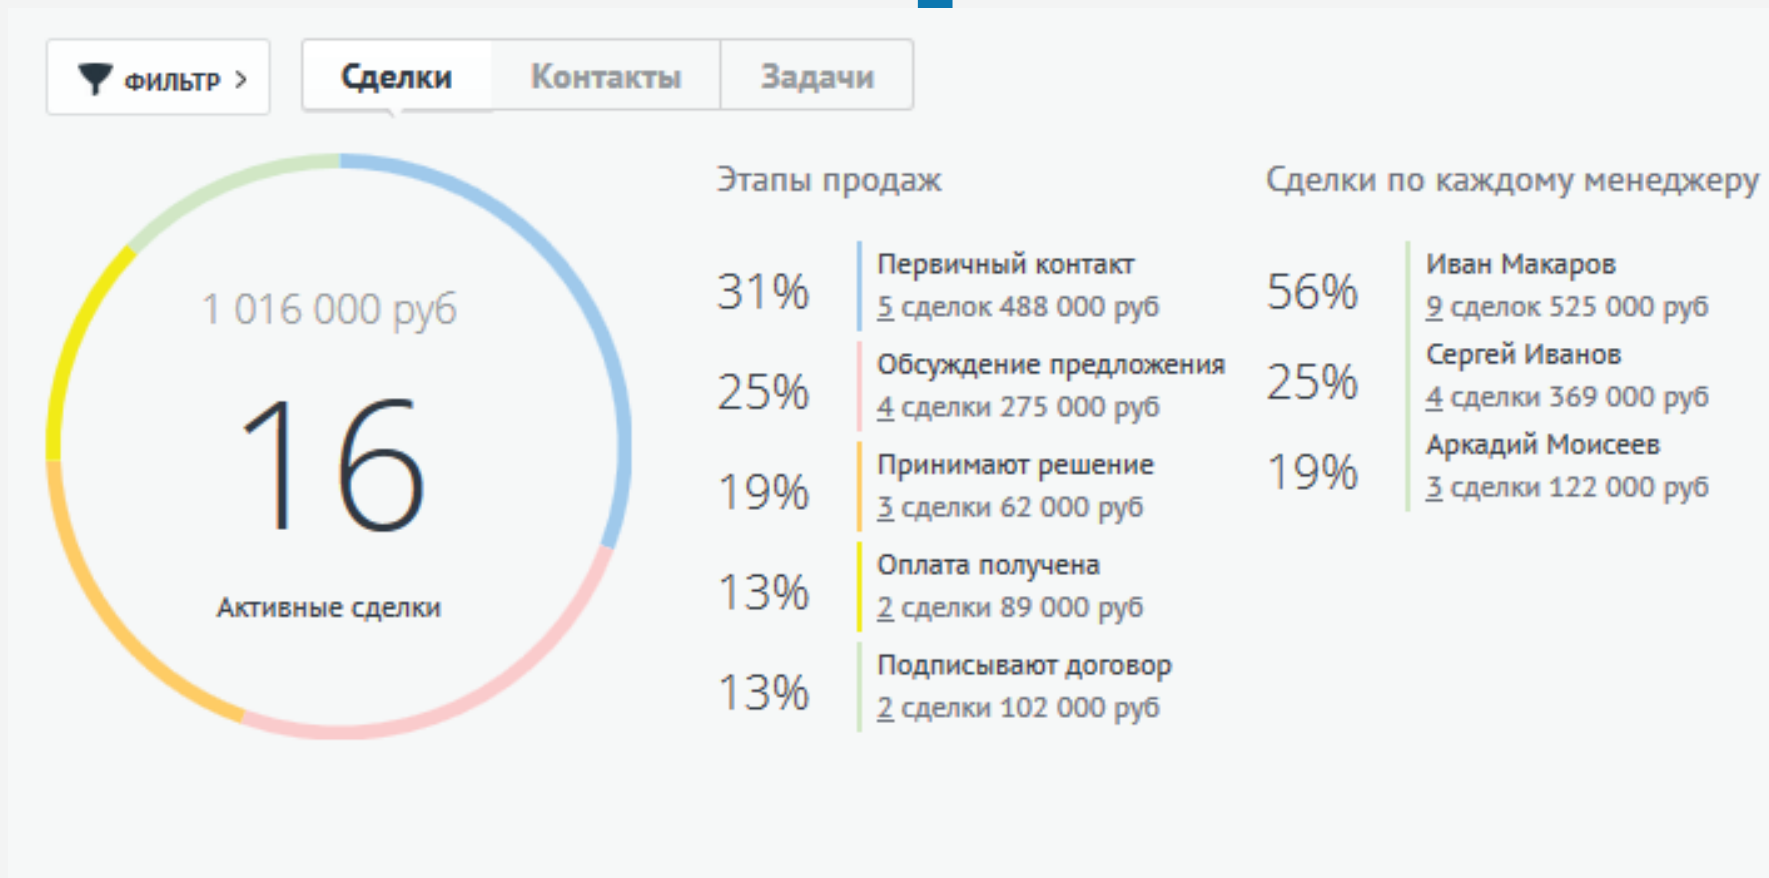 ФИЛЬТР >
Сделки
Контакты
Задачи
1 016 000 руб
16
Активные сделки
Этапы продаж
31%
Первичный контакт
5 сделок 488 000 руб
25%
Обсуждение предложения
4 сделки 275 000 руб
19%
Принимают решение
3 сделки 62 000 руб
13%
Оплата получена
2 сделки 89 000 руб
13%
Подписывают договор
2 сделки 102 000 руб
Сделки по каждому менеджеру
56%
Иван Макаров
9 сделок 525 000 руб
25%
Сергей Иванов
4 сделки 369 000 руб
19%
Аркадий Моисеев
3 сделки 122 000 руб